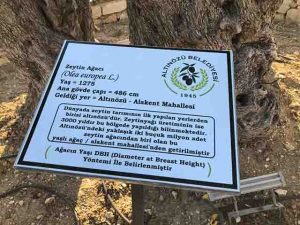 ALTINÖZÜ BELEDİYESİ
1945
Zeytin Ağacı
(Olea europea L.)
Yaş = 1275
Ana gövde çapı = 486 cm
Geldiği yer = Altınözü - Alakent Mahallesi
Dünyada zeytin tarımının ilk yapılan yerlerden
birisi altınözü'dür. Zeytinyağı üretiminin ise
3000 yıldır bu bölgede yapıldığı bilinmektedir.
Altınözü'ndeki yaklaşık iki buçuk milyon adet
zeytin ağacından biri olan bu
yaşlı ağaç / alakent mahallesi'nden getirilmiştir
(Ağacın Yaşı DBH (Diameter at Breast Height)
Yöntemi İle Belirlenmiştir